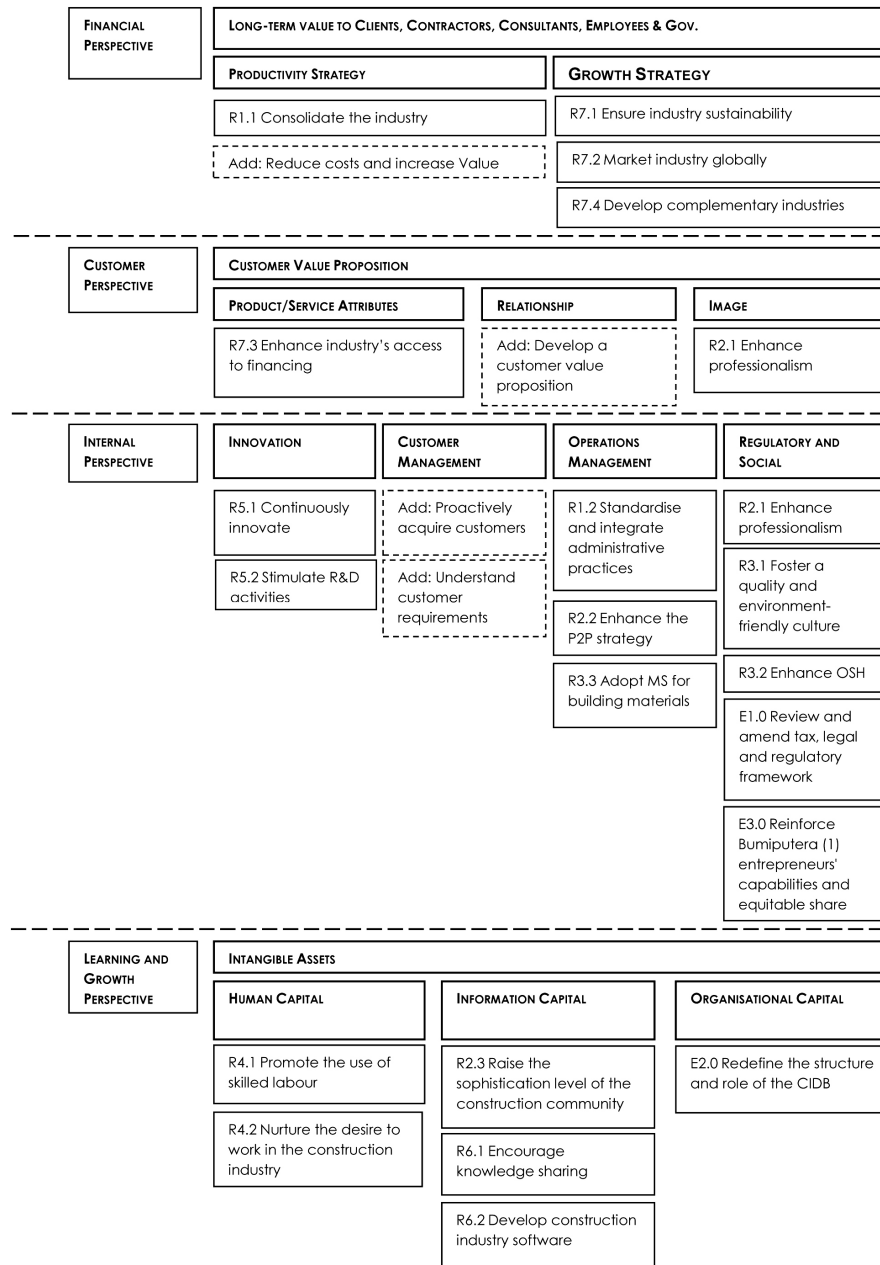 FINANCIAL
PERSPECTIVE
LONG-TERM VALUE TO CLIENTS, CONTRACTORS, CONSULTANTS, EMPLOYEES & GOV.
PRODUCTIVITY STRATEGY
GROWTH STRATEGY
R1.1 Consolidate the industry
Add: Reduce costs and increase Value
R7.1 Ensure industry sustainability
R7.2 Market industry globally
R7.4 Develop complementary industries
CUSTOMER
PERSPECTIVE
CUSTOMER VALUE PROPOSITION
PRODUCT/SERVICE ATTRIBUTES
RELATIONSHIP
IMAGE
R7.3 Enhance industry's access
to financing
Add: Develop a
customer value
proposition
R2.1 Enhance
professionalism
INTERNAL
PERSPECTIVE
INNOVATION
CUSTOMER
MANAGEMENT
OPERATIONS
MANAGEMENT
REGULATORY AND
SOCIAL
R5.1 Continuously
innovate
R5.2 Stimulate R&D
activities
Add: Proactively
acquire customers
Add: Understand
customer
requirements
R1.2 Standardise
and integrate
administrative
practices
R2.2 Enhance the
P2P strategy
R3.3 Adopt MS for
building materials
R2.1 Enhance
professionalism
R3.1 Foster a
quality and
environment-
friendly culture
R3.2 Enhance OSH
E1.0 Review and
amend tax, legal
and regulatory
framework
E3.0 Reinforce
Bumiputera (1)
entrepreneurs'
capabilities and
equitable share
LEARNING AND
GROWTH
PERSPECTIVE
INTANGIBLE ASSETS
HUMAN CAPITAL
INFORMATION CAPITAL
ORGANISATIONAL CAPITAL
R4.1 Promote the use of
skilled labour
R4.2 Nurture the desire to
work in the construction
industry
R2.3 Raise the
sophistication level of the
construction community
R6.1 Encourage
knowledge sharing
R6.2 Develop construction
industry software
E2.0 Redefine the structure
and role of the CIDB